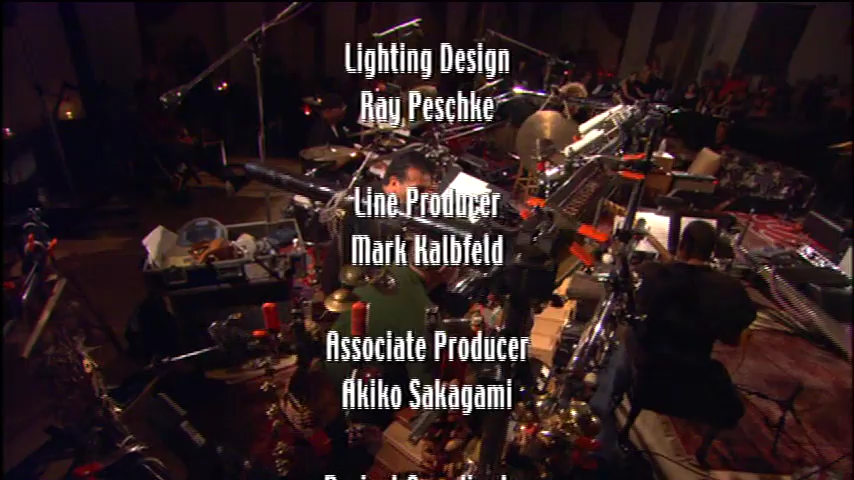 Lighting Design
Ray Peschke
Line Producer
Mark Kalbfeld
Associate Producer
Akiko Sakagami